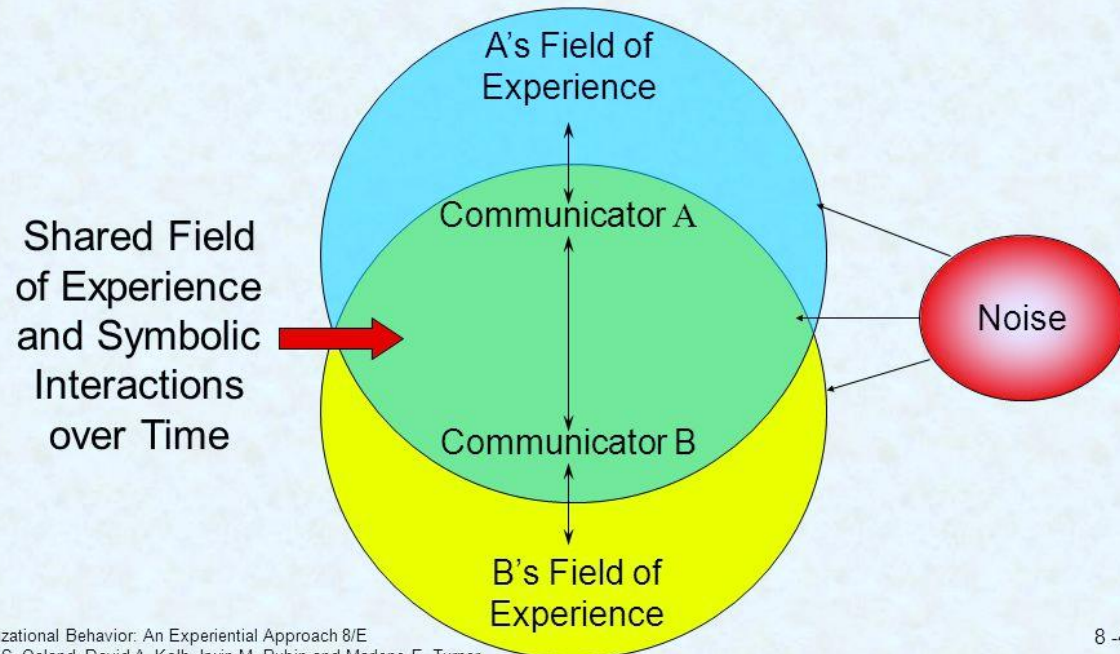 A's Field of
Experience
Communicator A
Shared Field
of Experience
and Symbolic
Interactions
over Time
Noise
Communicator B
B's Field of
Experience
zational Behavior: An Experiential Approach 8/E
8 -